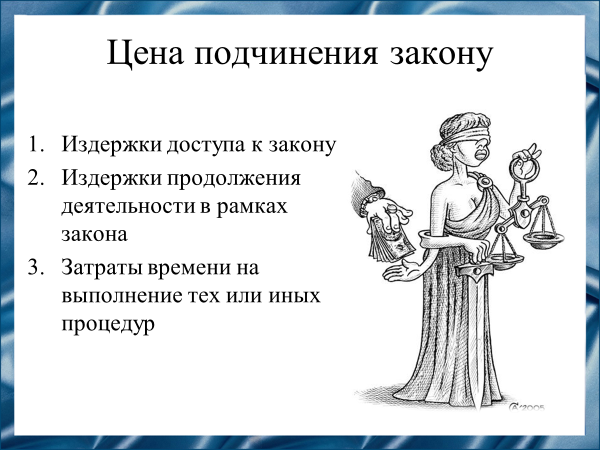 Цена подчинения закону
1. Издержки доступа к закону
2. Издержки продолжения
деятельности в рамках
закона
3. Затраты времени на
выполнение тех или иных
процедур